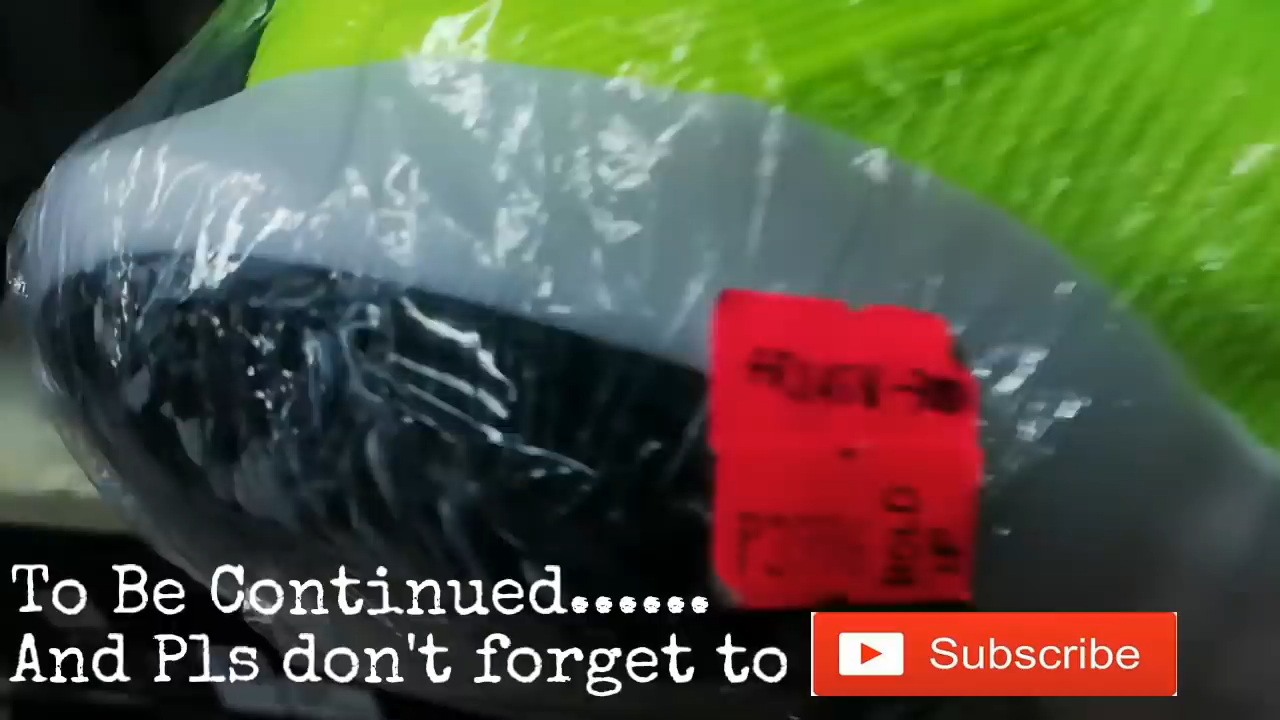 To Be Continued......
And Pls don't forget to
Subscribe